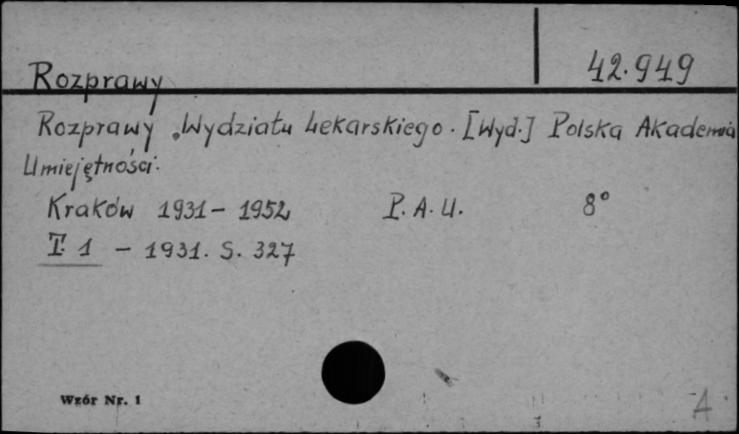 Rozprawy 42.949
Rozprawy Wydziału Lekarskiego. [Wyd.] Polska Akademia
Umiejętności.
Kraków 1931 - 1952 P.A.U. 8°
T. 1 - 1931. S. 327
Wzór Nr. 1
A